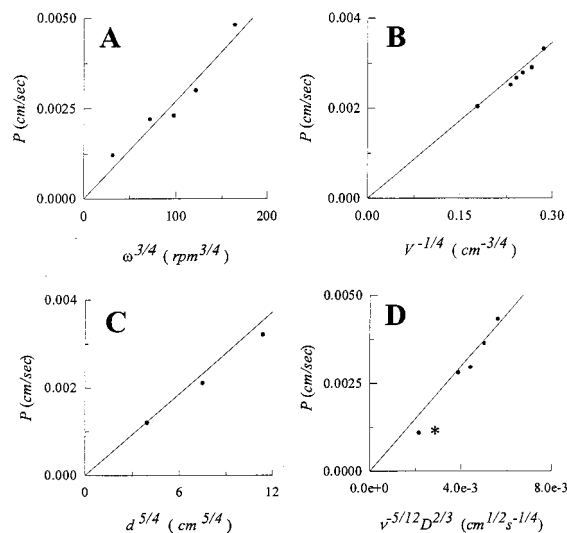 A
P (cm/sec)
0.0050
0.0025
0.0000
0
100
200
ω^3/4 ( rpm^3/4)
B
P (cm/sec)
0.004
0.002
0.000
0.00
0.15
0.30
V^-1/4 ( cm^-3/4)
C
P (cm/sec)
0.004
0.002
0.000
0
6
12
d^5/4 ( cm^5/4)
D
P (cm/sec)
0.0050
0.0025
0.0000
*
0.0e+0
4.0e-3
8.0e-3
ν^-5/12D^2/3 (cm^1/2s^-1/4)